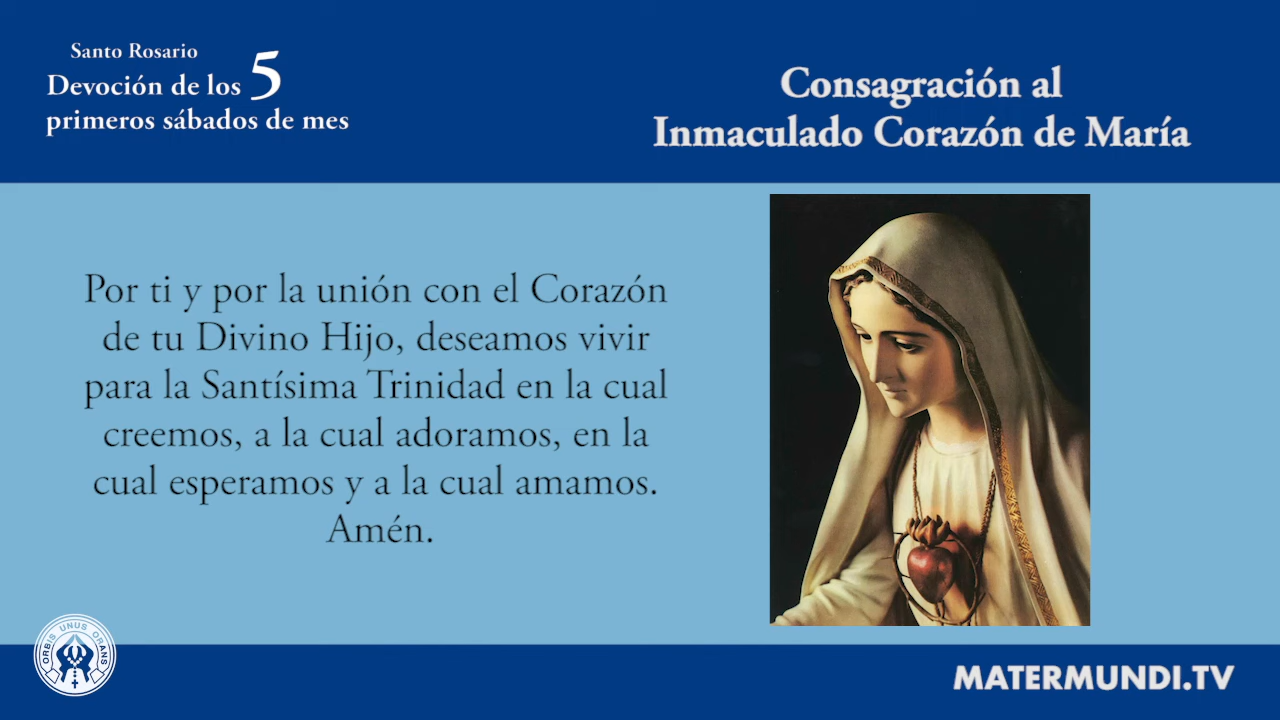 Santo Rosario
Devoción de los 5
primeros sábados de mes
Consagración al
Inmaculado Corazón de María
Por ti y por la unión con el Corazón
de tu Divino Hijo, deseamos vivir
para la Santísima Trinidad en la cual
creemos, a la cual adoramos, en la
cual esperamos y a la cual amamos.
Amén.
ORBIS UNUS ORANS
MATERMUNDI.TV